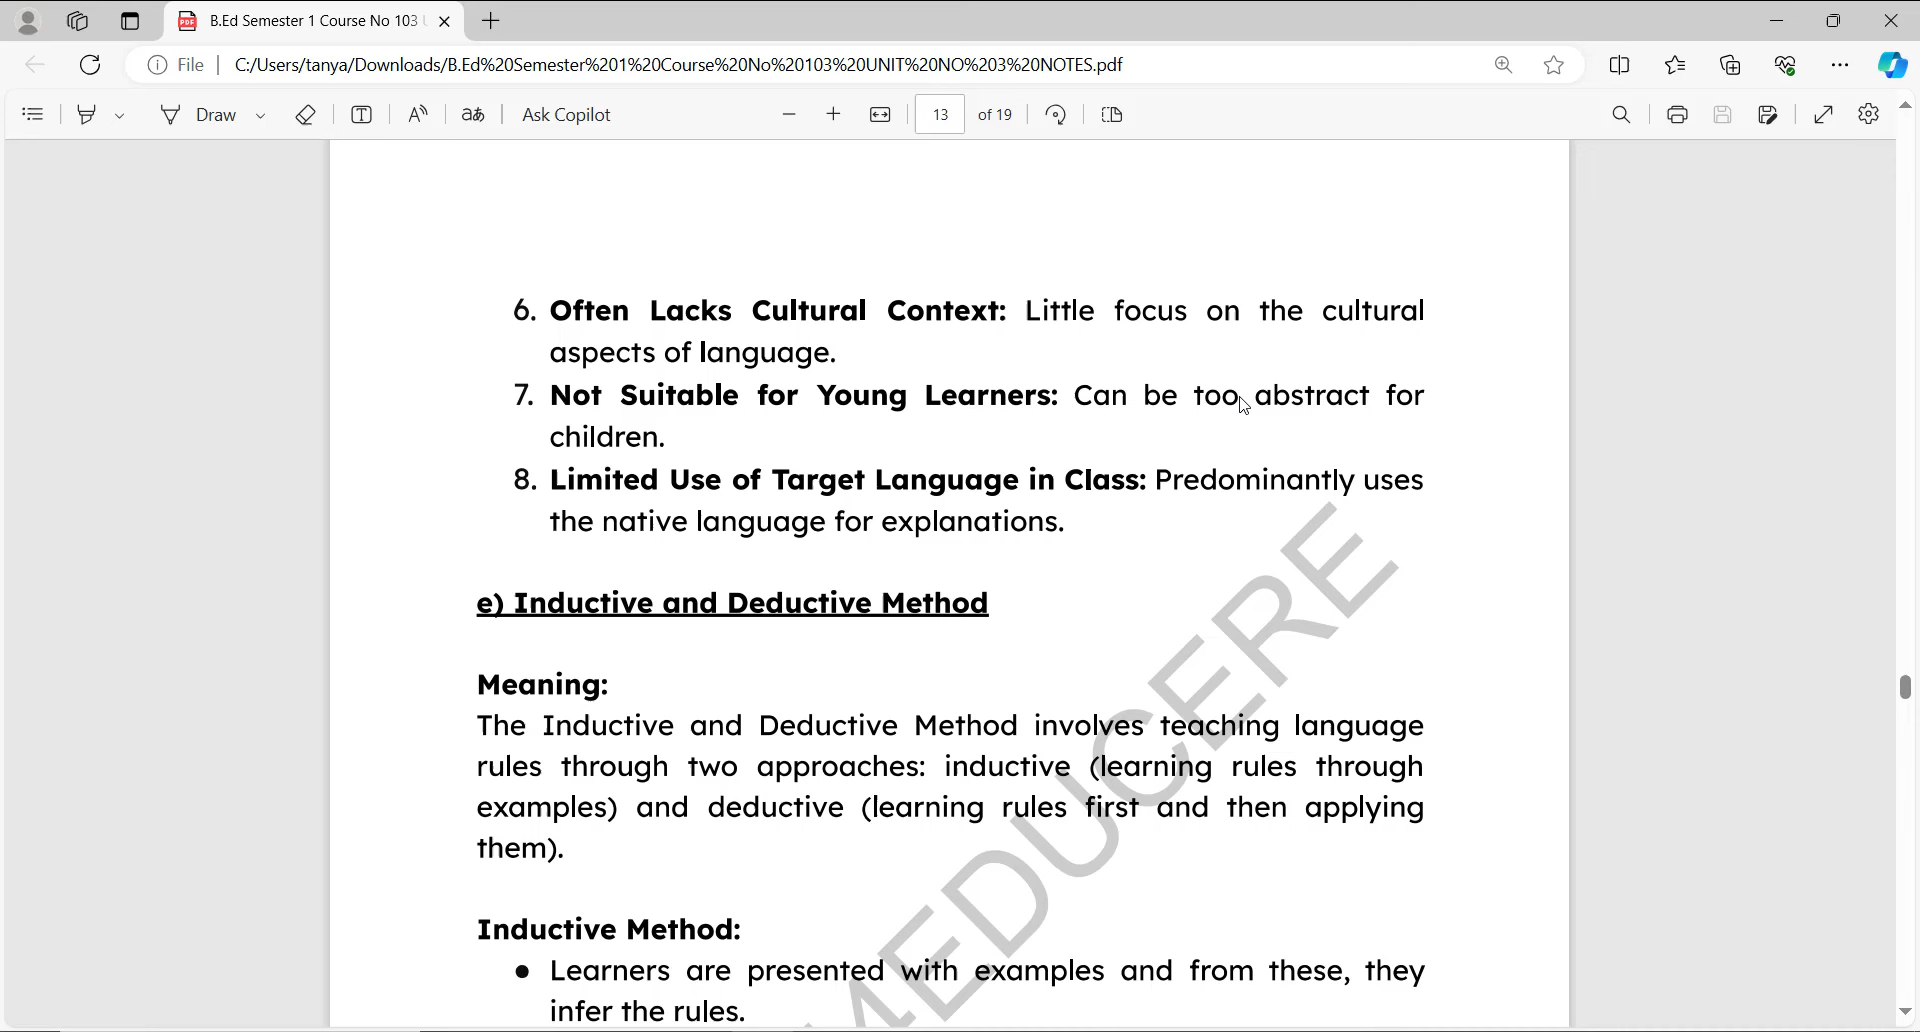 B.Ed Semester 1 Course No 103
File
C:/Users/tanya/Downloads/B.Ed%20Semester%201%20Course%20No%20103%20UNIT%20NO%203%20NOTES.pdf
Draw
Ask Copilot
13 of 19
6. Often Lacks Cultural Context: Little focus on the cultural
aspects of language.
7. Not Suitable for Young Learners: Can be too abstract for
children.
8. Limited Use of Target Language in Class: Predominantly uses
the native language for explanations.
e) Inductive and Deductive Method
Meaning:
The Inductive and Deductive Method involves teaching language
rules through two approaches: inductive (learning rules through
examples) and deductive (learning rules first and then applying
them).
Inductive Method:
• Learners are presented with examples and from these, they
infer the rules.
4EDUCERE